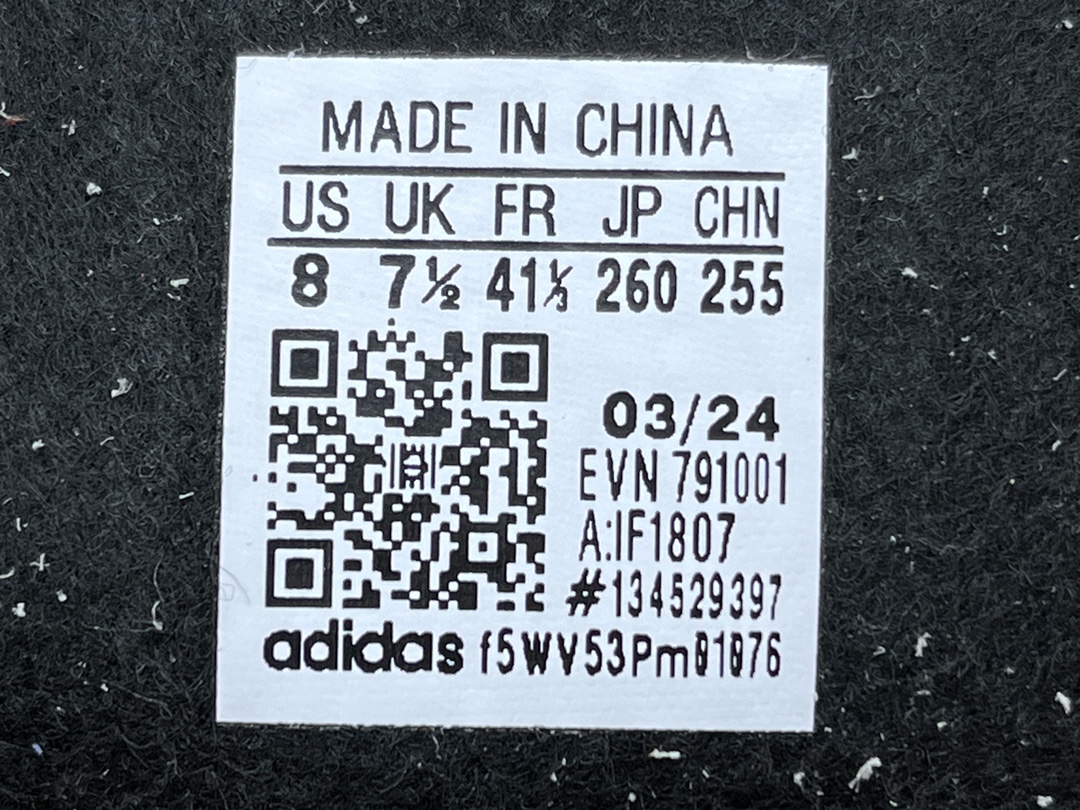 MADE IN CHINA
US UK FR JP CHN
8 7½ 41⅓ 260 255
03/24
EVN 791001
A:IF1807
#134529397
adidas f5WV53Pm01076